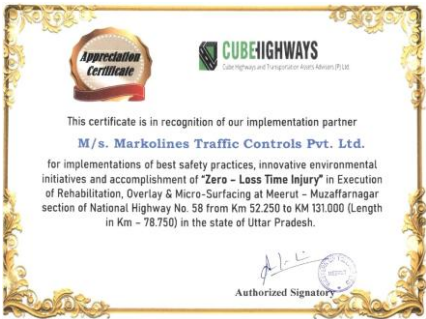 Appreciation
Certificate
CUBEHIGHWAYS
Cube Highways and Transportation Assets Advisors (P) Ltd
This certificate is in recognition of our implementation partner
M/s. Markolines Traffic Controls Pvt. Ltd.
for implementations of best safety practices, innovative environmental
initiatives and accomplishment of "Zero – Loss Time Injury" in Execution
of Rehabilitation, Overlay & Micro-Surfacing at Meerut – Muzaffarnagar
section of National Highway No. 58 from Km 52.250 to KM 131.000 (Length
in Km – 78.750) in the state of Uttar Pradesh.
Authorized Signatory